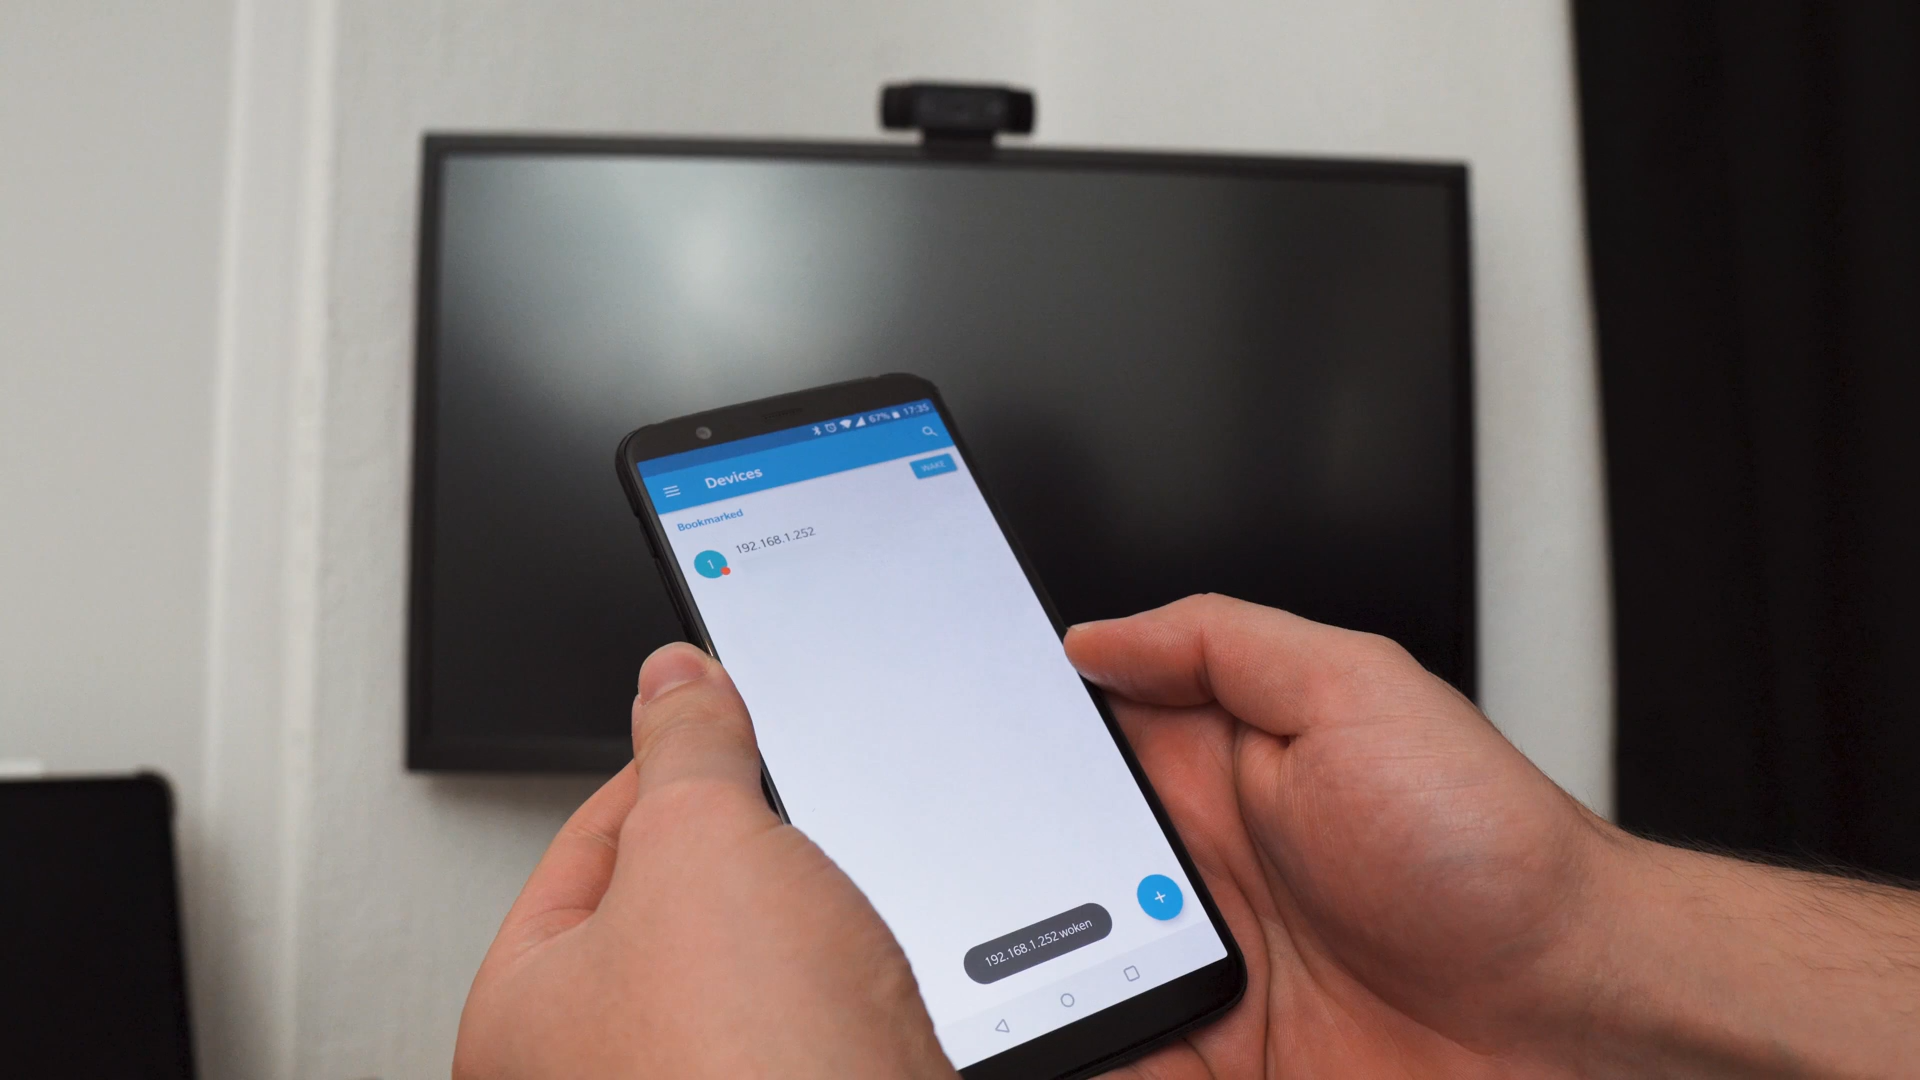 67% 17:35
Devices
WAKE
Bookmarked
1
192.168.1.252
192.168.1.252 woken